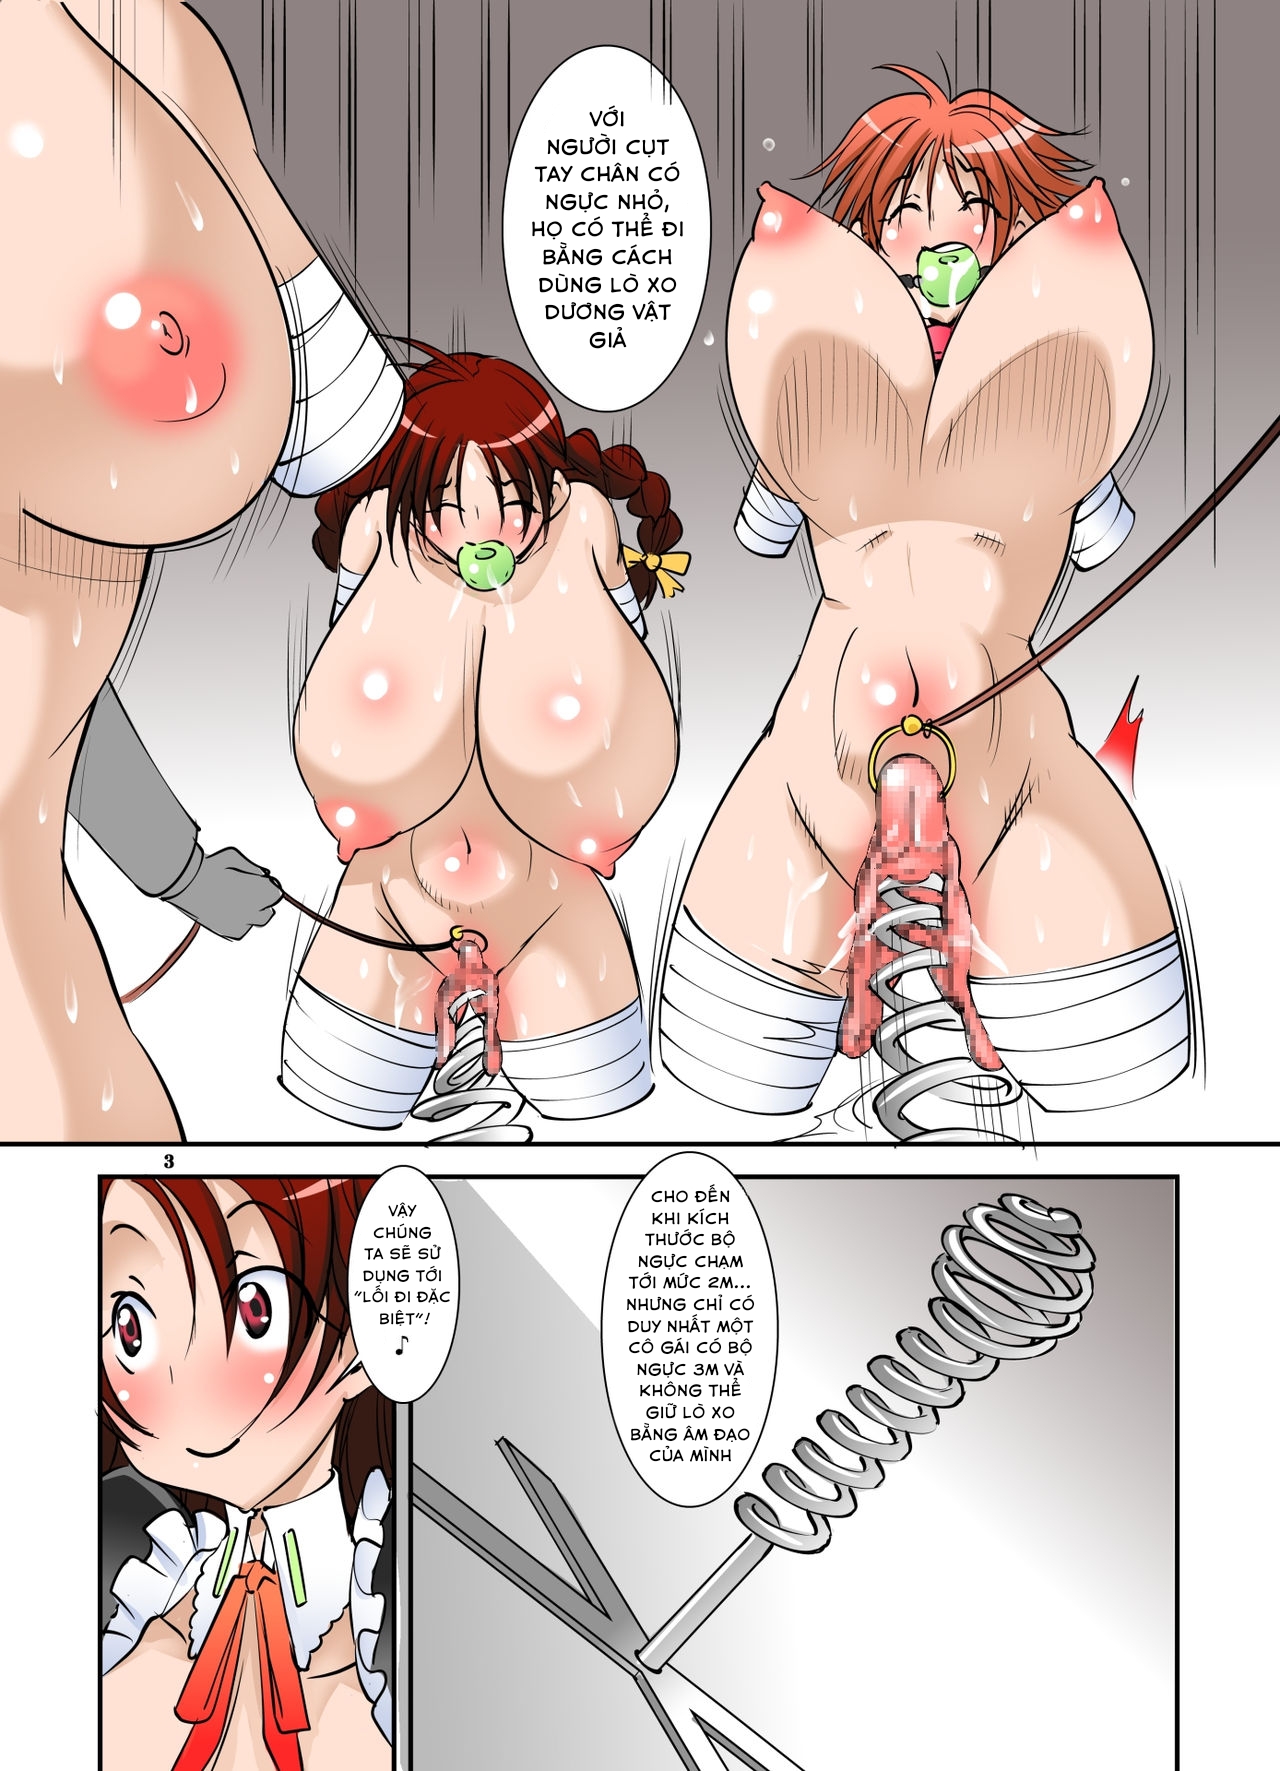 VỚI
NGƯỜI CỤT
TAY CHÂN CÓ
NGỰC NHỎ,
HỌ CÓ THỂ ĐI
BẰNG CÁCH
DÙNG LÒ XO
DƯƠNG VẬT
GIẢ
3
VẬY
CHÚNG
TA SẼ SỬ
DỤNG TỚI
"LỐI ĐI ĐẶC
BIỆT"!
♪
CHO ĐẾN
KHI KÍCH
THƯỚC BỘ
NGỰC CHẠM
TỚI MỨC 2M...
NHƯNG CHỈ CÓ
DUY NHẤT MỘT
CÔ GÁI CÓ BỘ
NGỰC 3M VÀ
KHÔNG THỂ
GIỮ LÒ XO
BẰNG ÂM ĐẠO
CỦA MÌNH